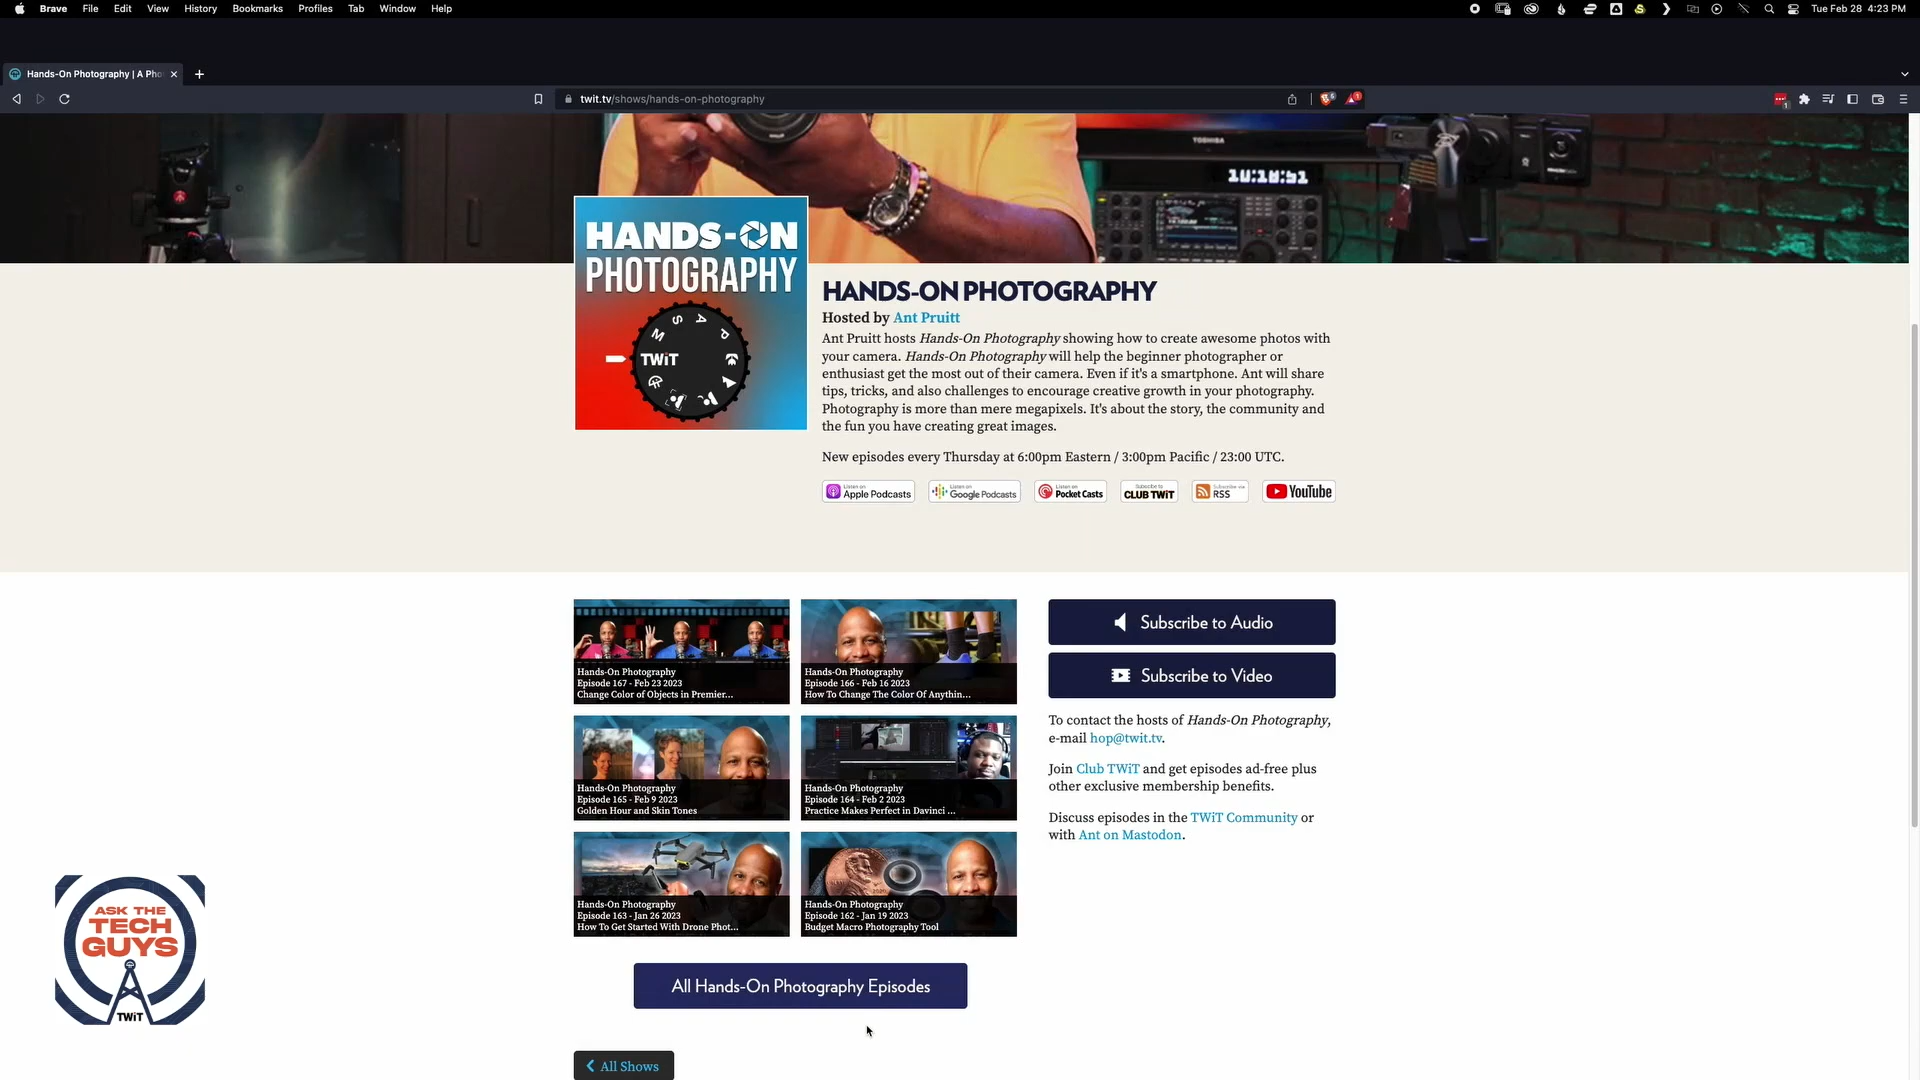 Brave File Edit View History Bookmarks Profiles Tab Window Help
Tue Feb 28 4:23 PM
Hands-On Photography | A Pho
twit.tv/shows/hands-on-photography
TOSHIBA
10:18:51
HANDS-ON
PHOTOGRAPHY
M S A P
TWiT
HANDS-ON PHOTOGRAPHY
Hosted by Ant Pruitt
Ant Pruitt hosts Hands-On Photography showing how to create awesome photos with
your camera. Hands-On Photography will help the beginner photographer or
enthusiast get the most out of their camera. Even if it's a smartphone. Ant will share
tips, tricks, and also challenges to encourage creative growth in your photography.
Photography is more than mere megapixels. It's about the story, the community and
the fun you have creating great images.
New episodes every Thursday at 6:00pm Eastern / 3:00pm Pacific / 23:00 UTC.
Listen on Apple Podcasts
Listen on Google Podcasts
Listen on Pocket Casts
Subscribe to CLUB TWiT
Subscribe via RSS
YouTube
Hands-On Photography
Episode 167 - Feb 23 2023
Change Color of Objects in Premier...
Hands-On Photography
Episode 166 - Feb 16 2023
How To Change The Color Of Anythin...
Hands-On Photography
Episode 165 - Feb 9 2023
Golden Hour and Skin Tones
Hands-On Photography
Episode 164 - Feb 2 2023
Practice Makes Perfect in Davinci ...
Hands-On Photography
Episode 163 - Jan 26 2023
How To Get Started With Drone Phot...
Hands-On Photography
Episode 162 - Jan 19 2023
Budget Macro Photography Tool
Subscribe to Audio
Subscribe to Video
To contact the hosts of Hands-On Photography,
e-mail hop@twit.tv.
Join Club TWiT and get episodes ad-free plus
other exclusive membership benefits.
Discuss episodes in the TWiT Community or
with Ant on Mastodon.
All Hands-On Photography Episodes
All Shows
ASK THE
TECH
GUYS
TWiT